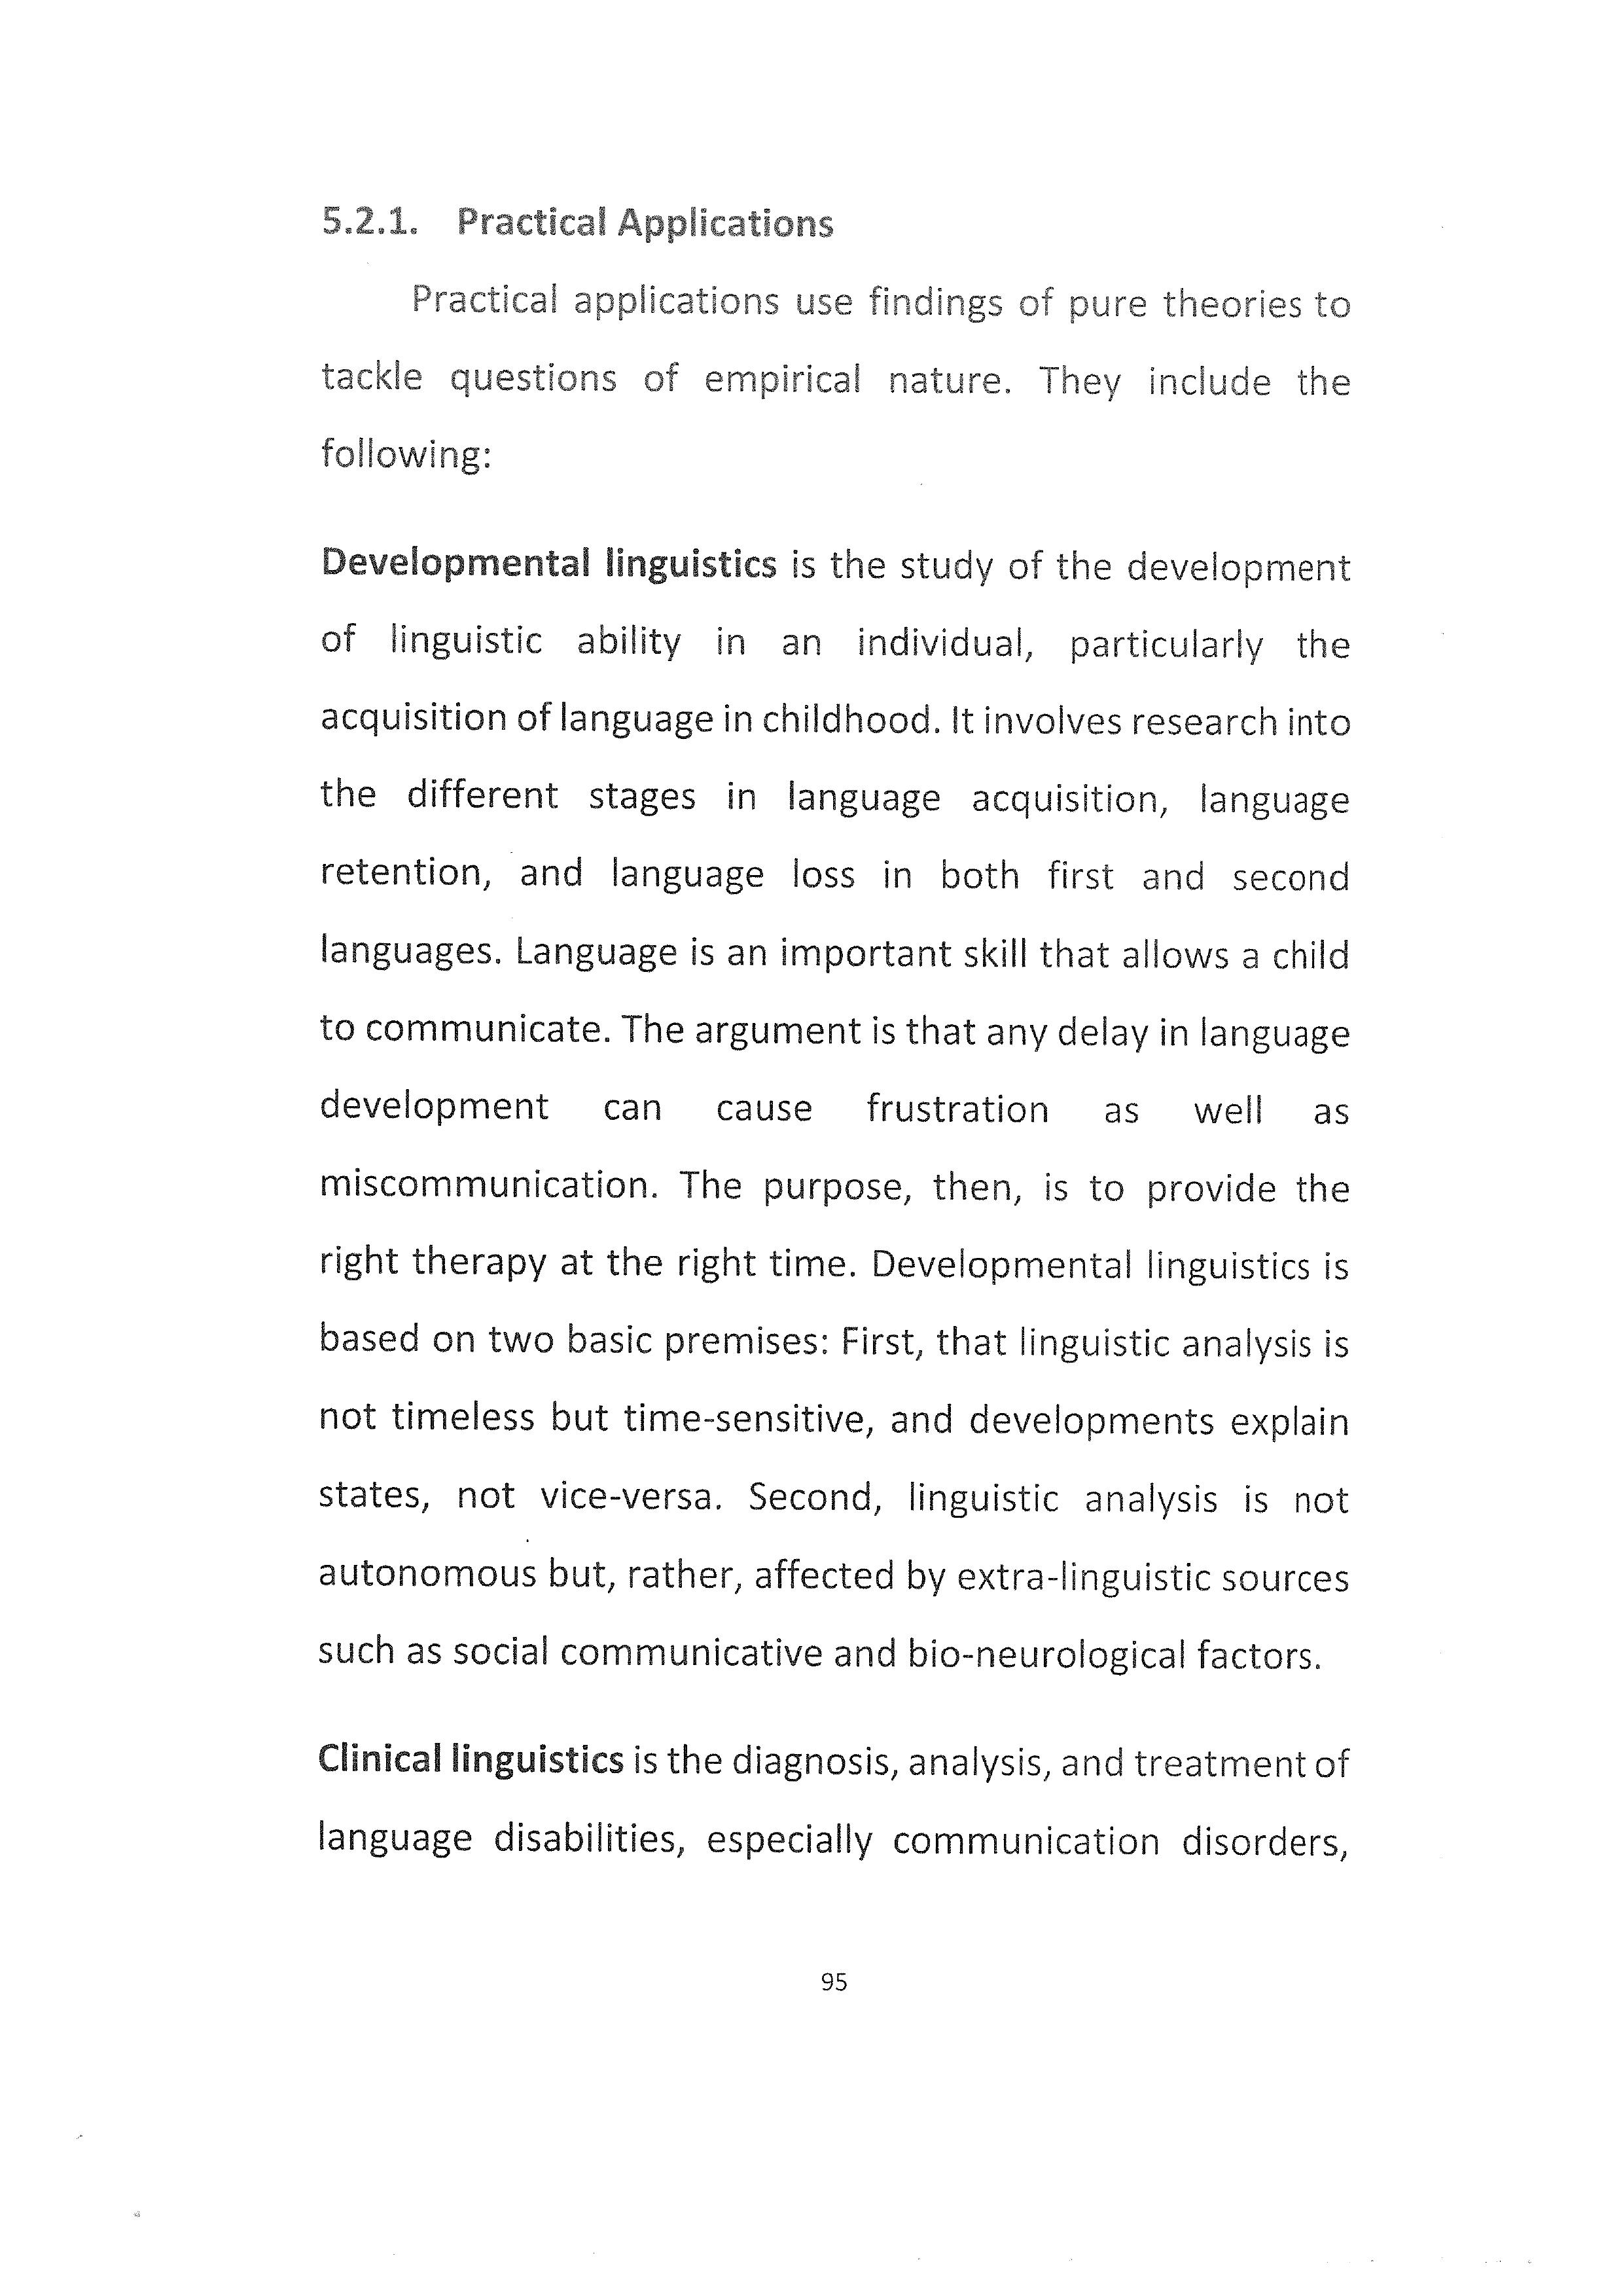 5.2.1. Practical Applications
Practical applications use findings of pure theories to
tackle questions of empirical nature. They include the
following:
Developmental linguistics is the study of the development
of linguistic ability in an individual, particularly the
acquisition of language in childhood. It involves research into
the different stages in language acquisition, language
retention, and language loss in both first and second
languages. Language is an important skill that allows a child
to communicate. The argument is that any delay in language
development can cause frustration as well as
miscommunication. The purpose, then, is to provide the
right therapy at the right time. Developmental linguistics is
based on two basic premises: First, that linguistic analysis is
not timeless but time-sensitive, and developments explain
states, not vice-versa. Second, linguistic analysis is not
autonomous but, rather, affected by extra-linguistic sources
such as social communicative and bio-neurological factors.
Clinical linguistics is the diagnosis, analysis, and treatment of
language disabilities, especially communication disorders,
95